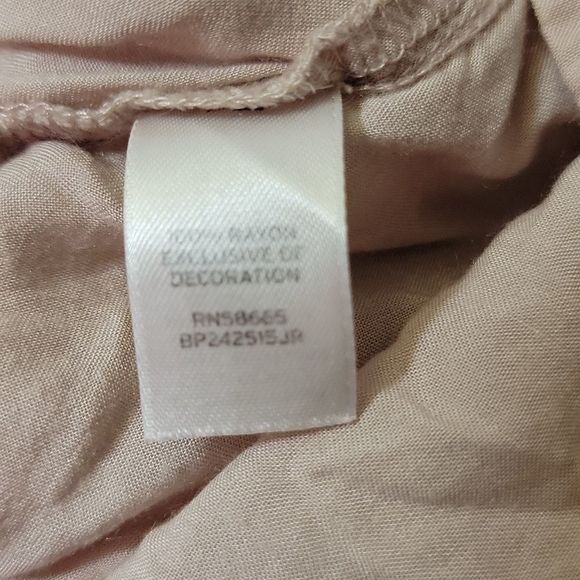 100% RAYON
EXCLUSIVE OF
DECORATION
RN58665
BP242515JR